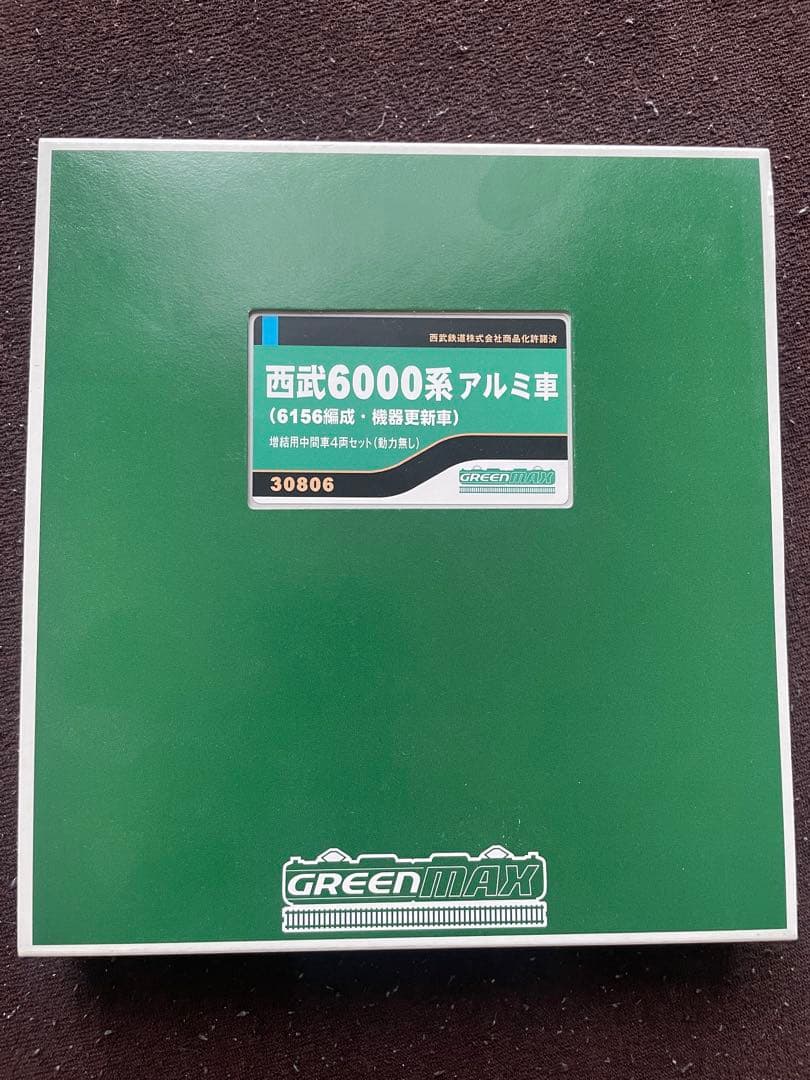 西武鉄道株式会社商品化許諾済
西武6000系アルミ車
（6156編成・機器更新車）
増結用中間車4両セット（動力無し）
30806
GREENMAX
GREENMAX